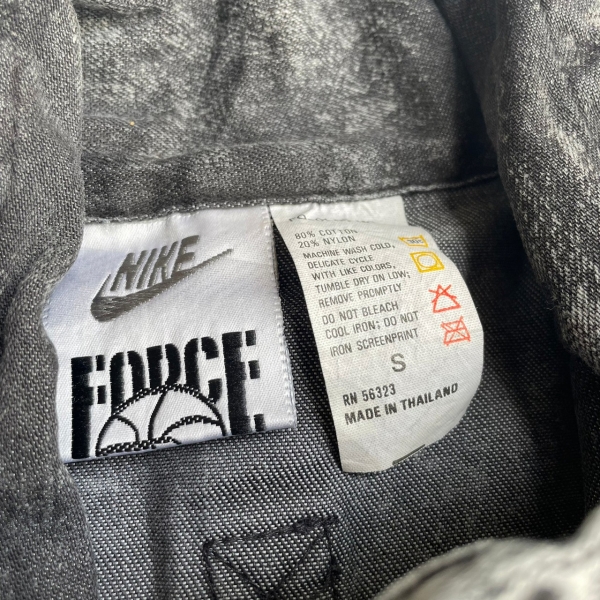 NIKE
FORCE
80% COTTON
20% NYLON
MACHINE WASH COLD,
DELICATE CYCLE
WITH LIKE COLORS,
TUMBLE DRY ON LOW;
REMOVE PROMPTLY
DO NOT BLEACH
COOL IRON; DO NOT
IRON SCREENPRINT
S
RN 56323
MADE IN THAILAND